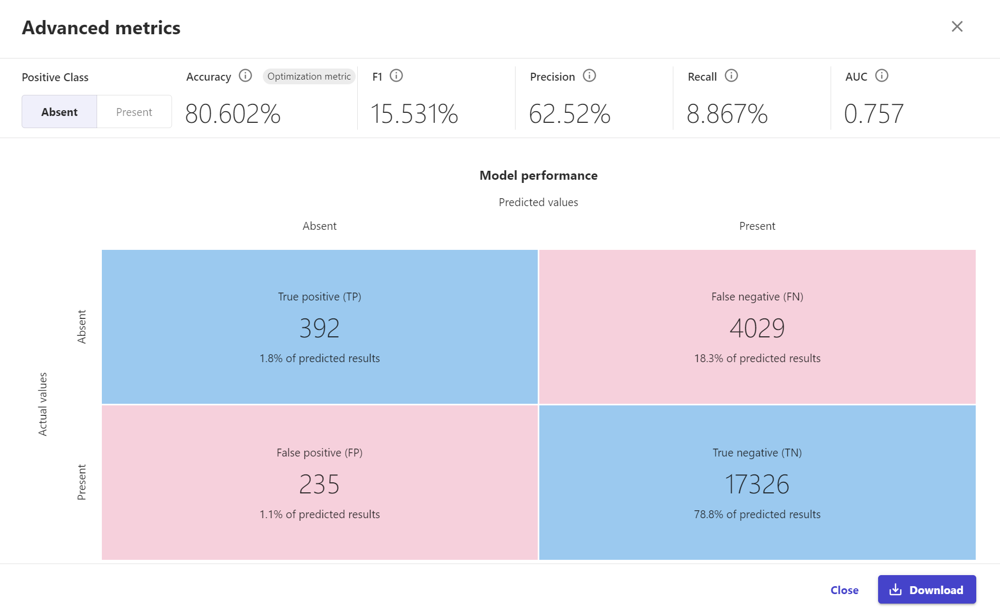 Advanced metrics
Positive Class
Absent
Present
Accuracy
Optimization metric
80.602%
F1
15.531%
Precision
62.52%
Recall
8.867%
AUC
0.757
Model performance
Predicted values
Absent
Present
Actual values
Absent
True positive (TP)
392
1.8% of predicted results
False negative (FN)
4029
18.3% of predicted results
Present
False positive (FP)
235
1.1% of predicted results
True negative (TN)
17326
78.8% of predicted results
Close
Download